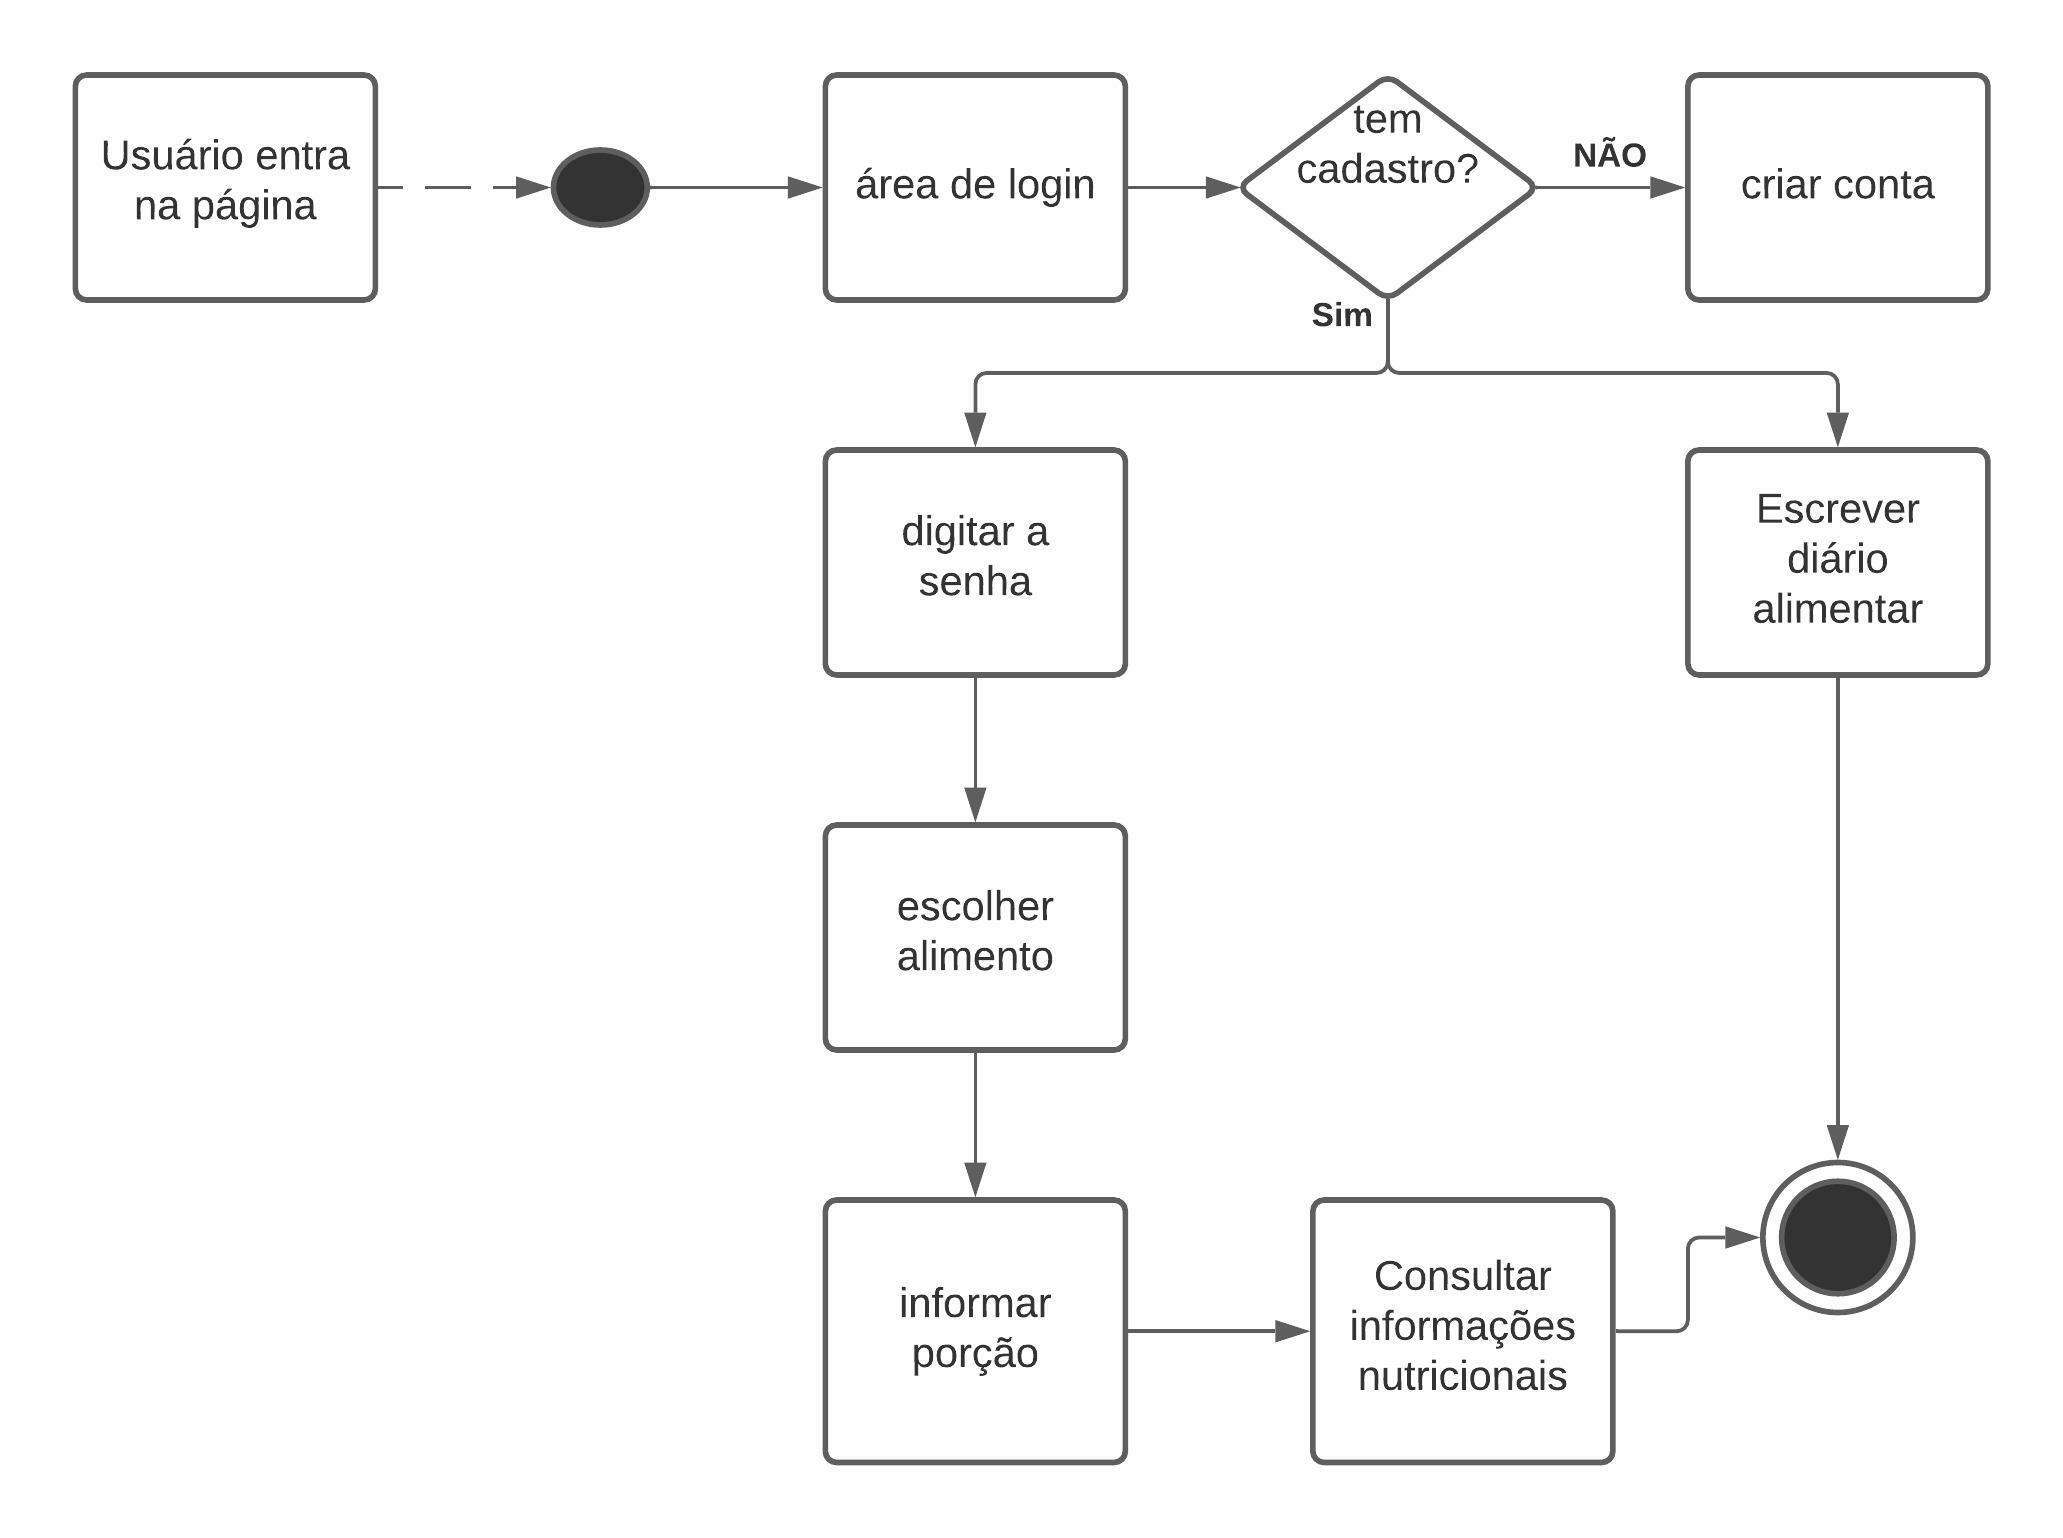 Usuário entra
na página
área de login
tem
cadastro?
NÃO
criar conta
Sim
digitar a
senha
Escrever
diário
alimentar
escolher
alimento
informar
porção
Consultar
informações
nutricionais